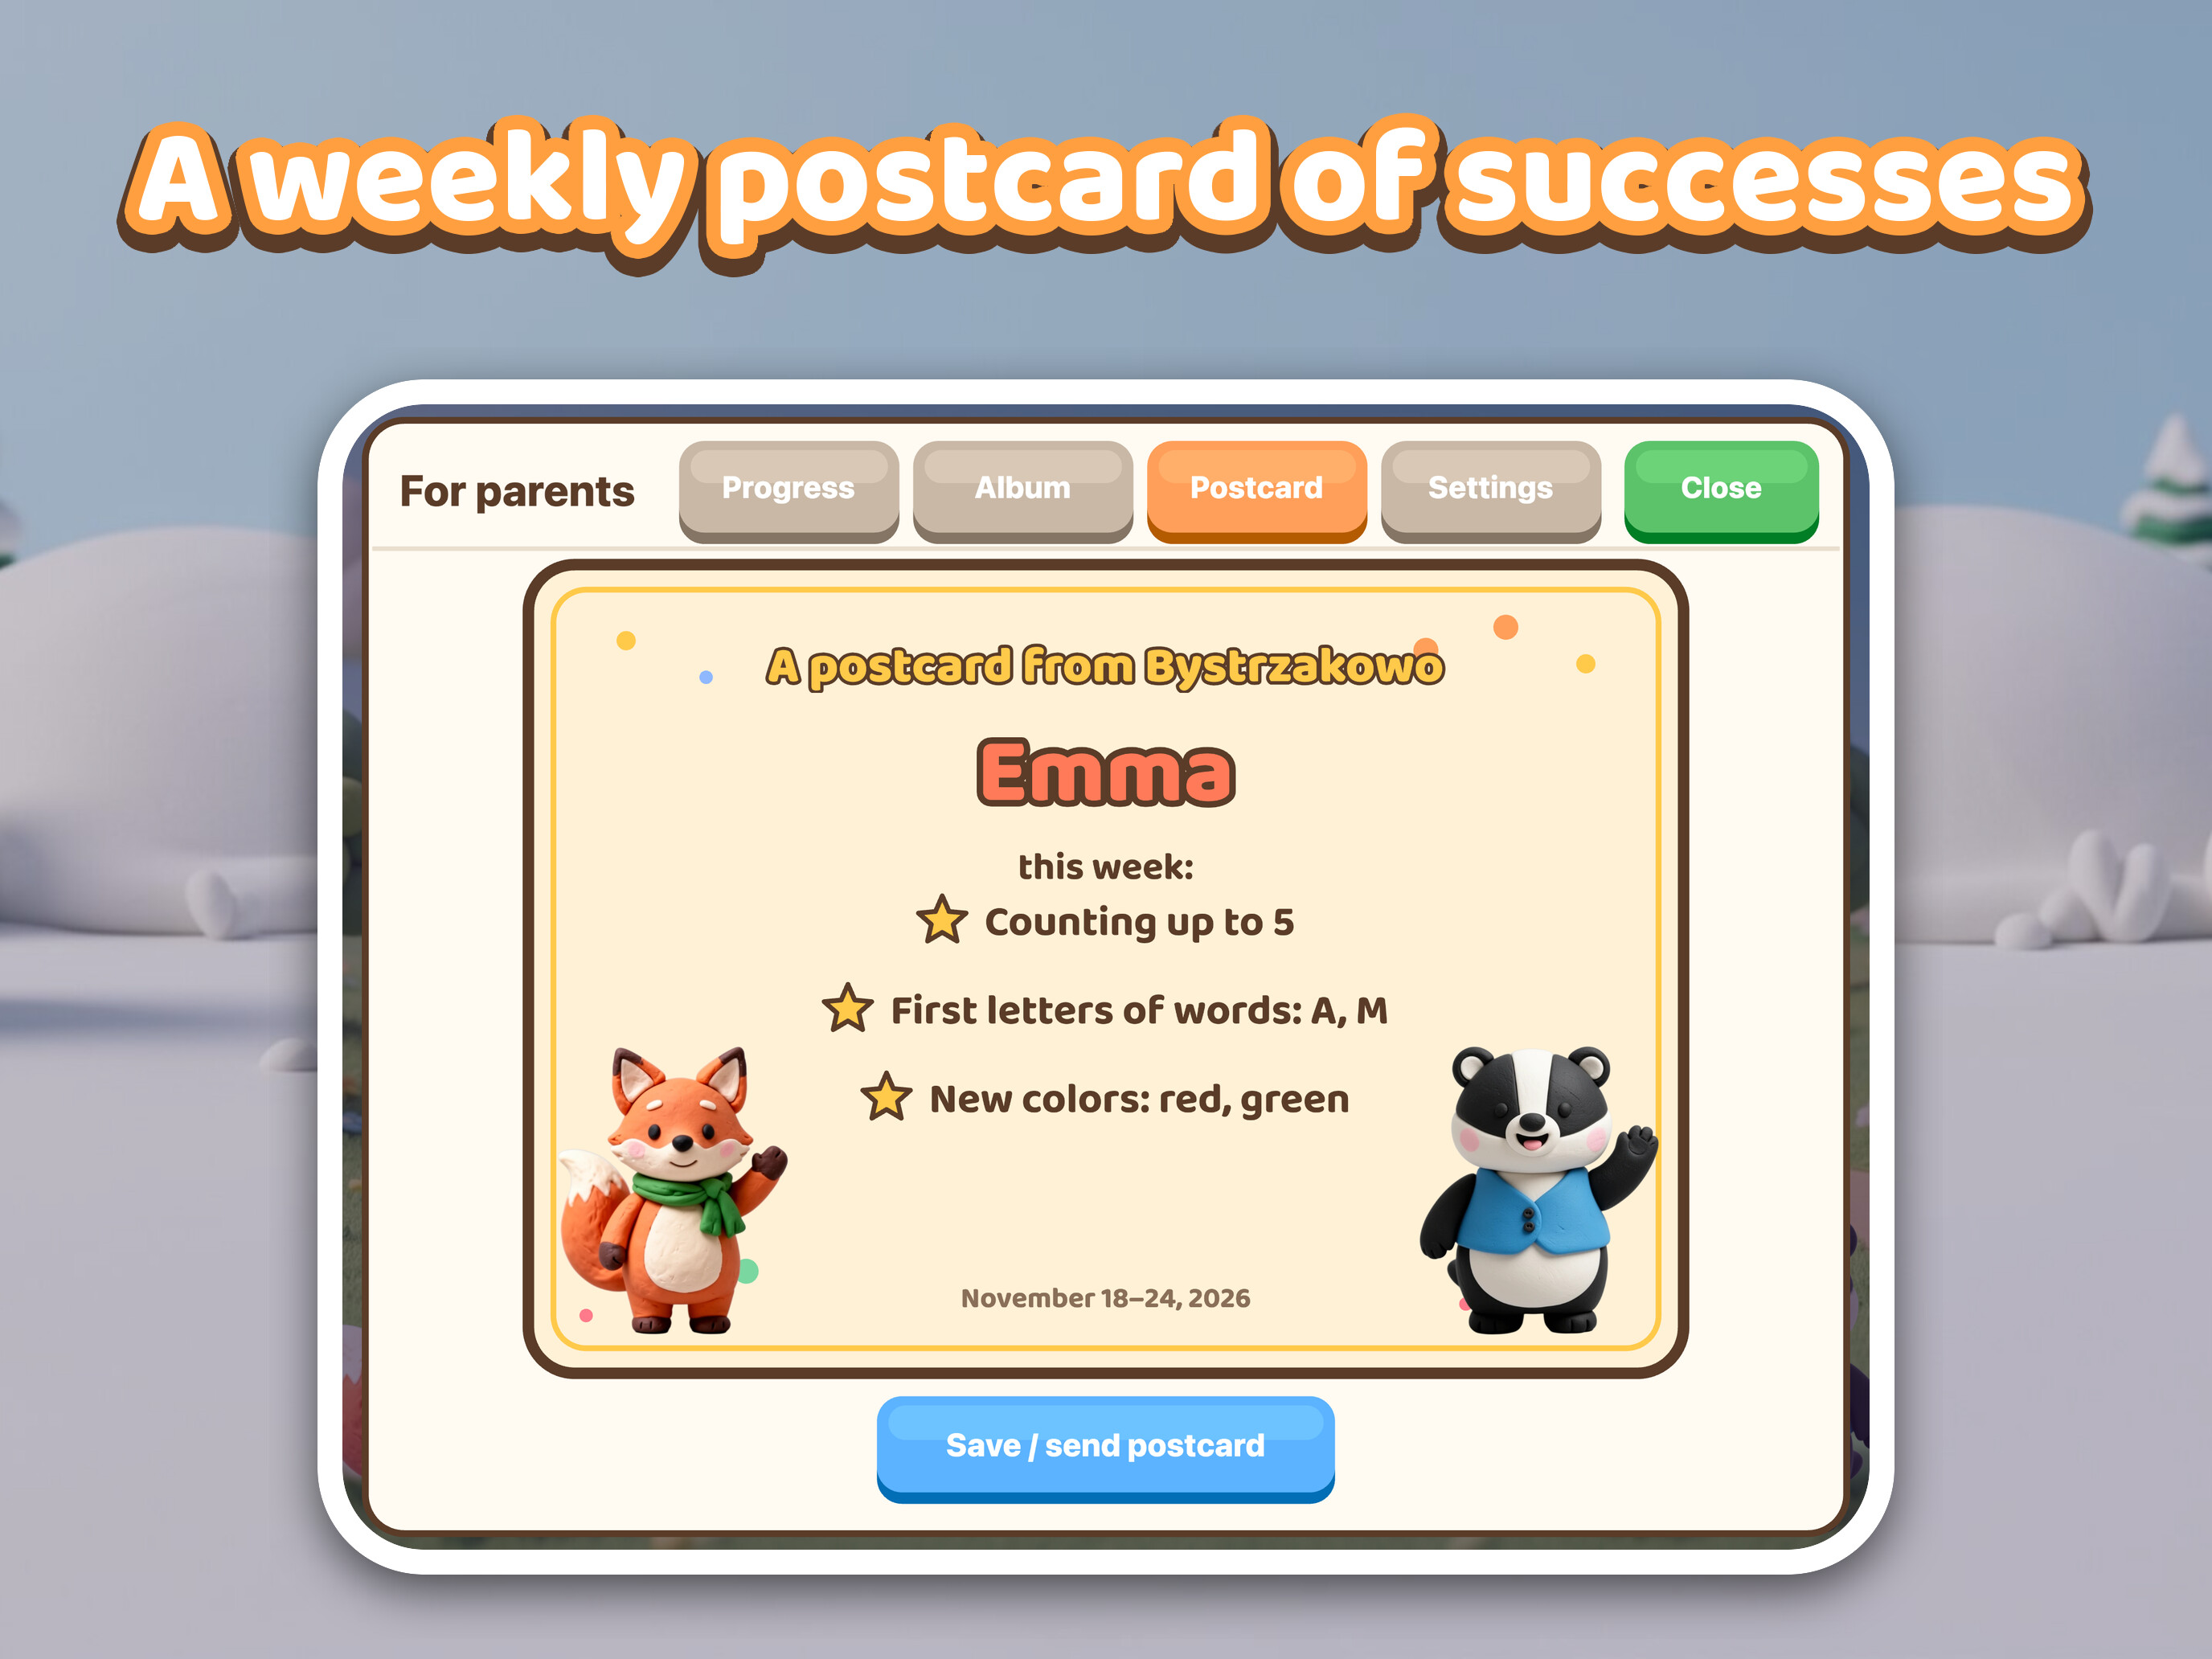 A weekly postcard of successes
For parents
Progress
Album
Postcard
Settings
Close
A postcard from Bystrzakowo
Emma
this week:
Counting up to 5
First letters of words: A, M
New colors: red, green
November 18–24, 2026
Save / send postcard